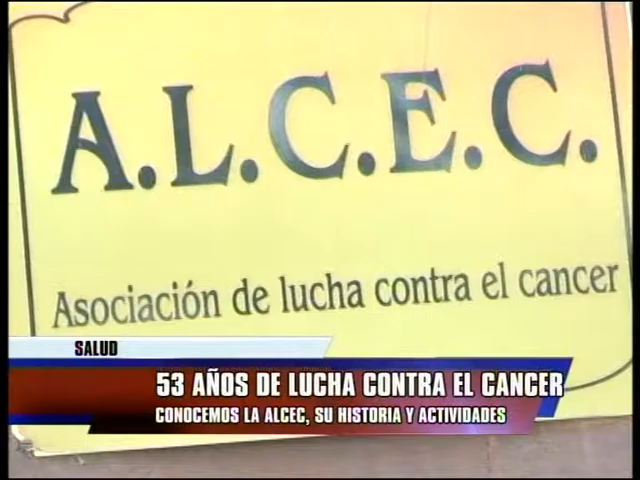 A.L.C.E.C.
Asociación de lucha contra el cancer
SALUD
53 AÑOS DE LUCHA CONTRA EL CANCER
CONOCEMOS LA ALCEC, SU HISTORIA Y ACTIVIDADES